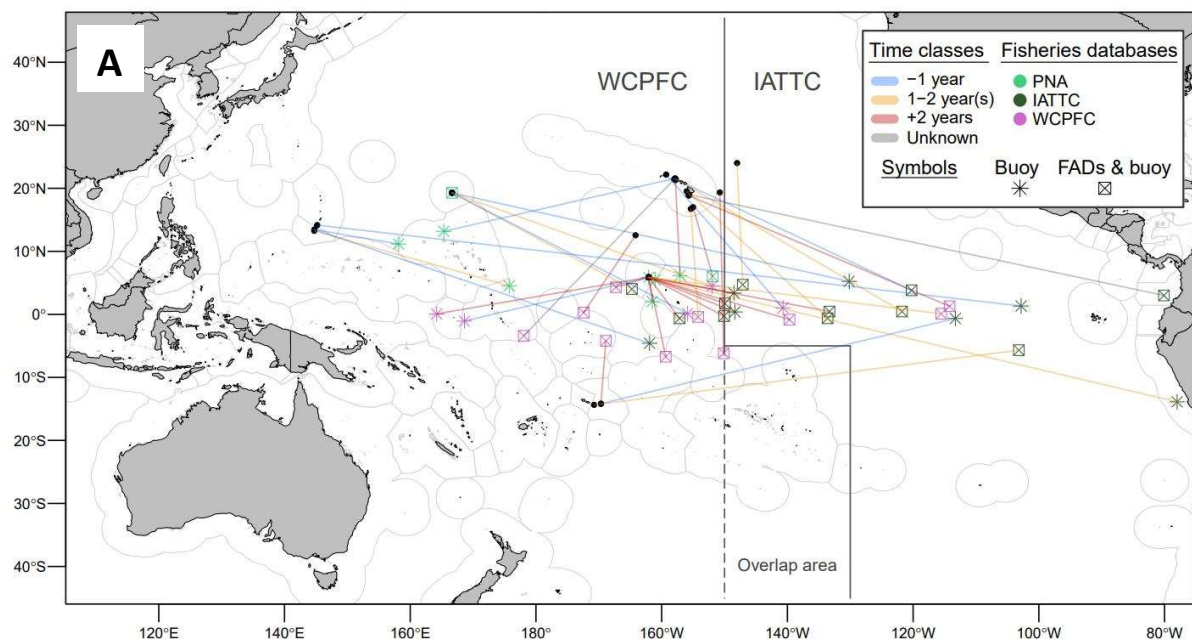 A
WCPFC
IATTC
Time classes
Fisheries databases
−1 year
PNA
1−2 year(s)
IATTC
+2 years
WCPFC
Unknown
Symbols
Buoy
FADs & buoy
Overlap area
40°N
30°N
20°N
10°N
0°
10°S
20°S
30°S
40°S
120°E
140°E
160°E
180°
160°W
140°W
120°W
100°W
80°W